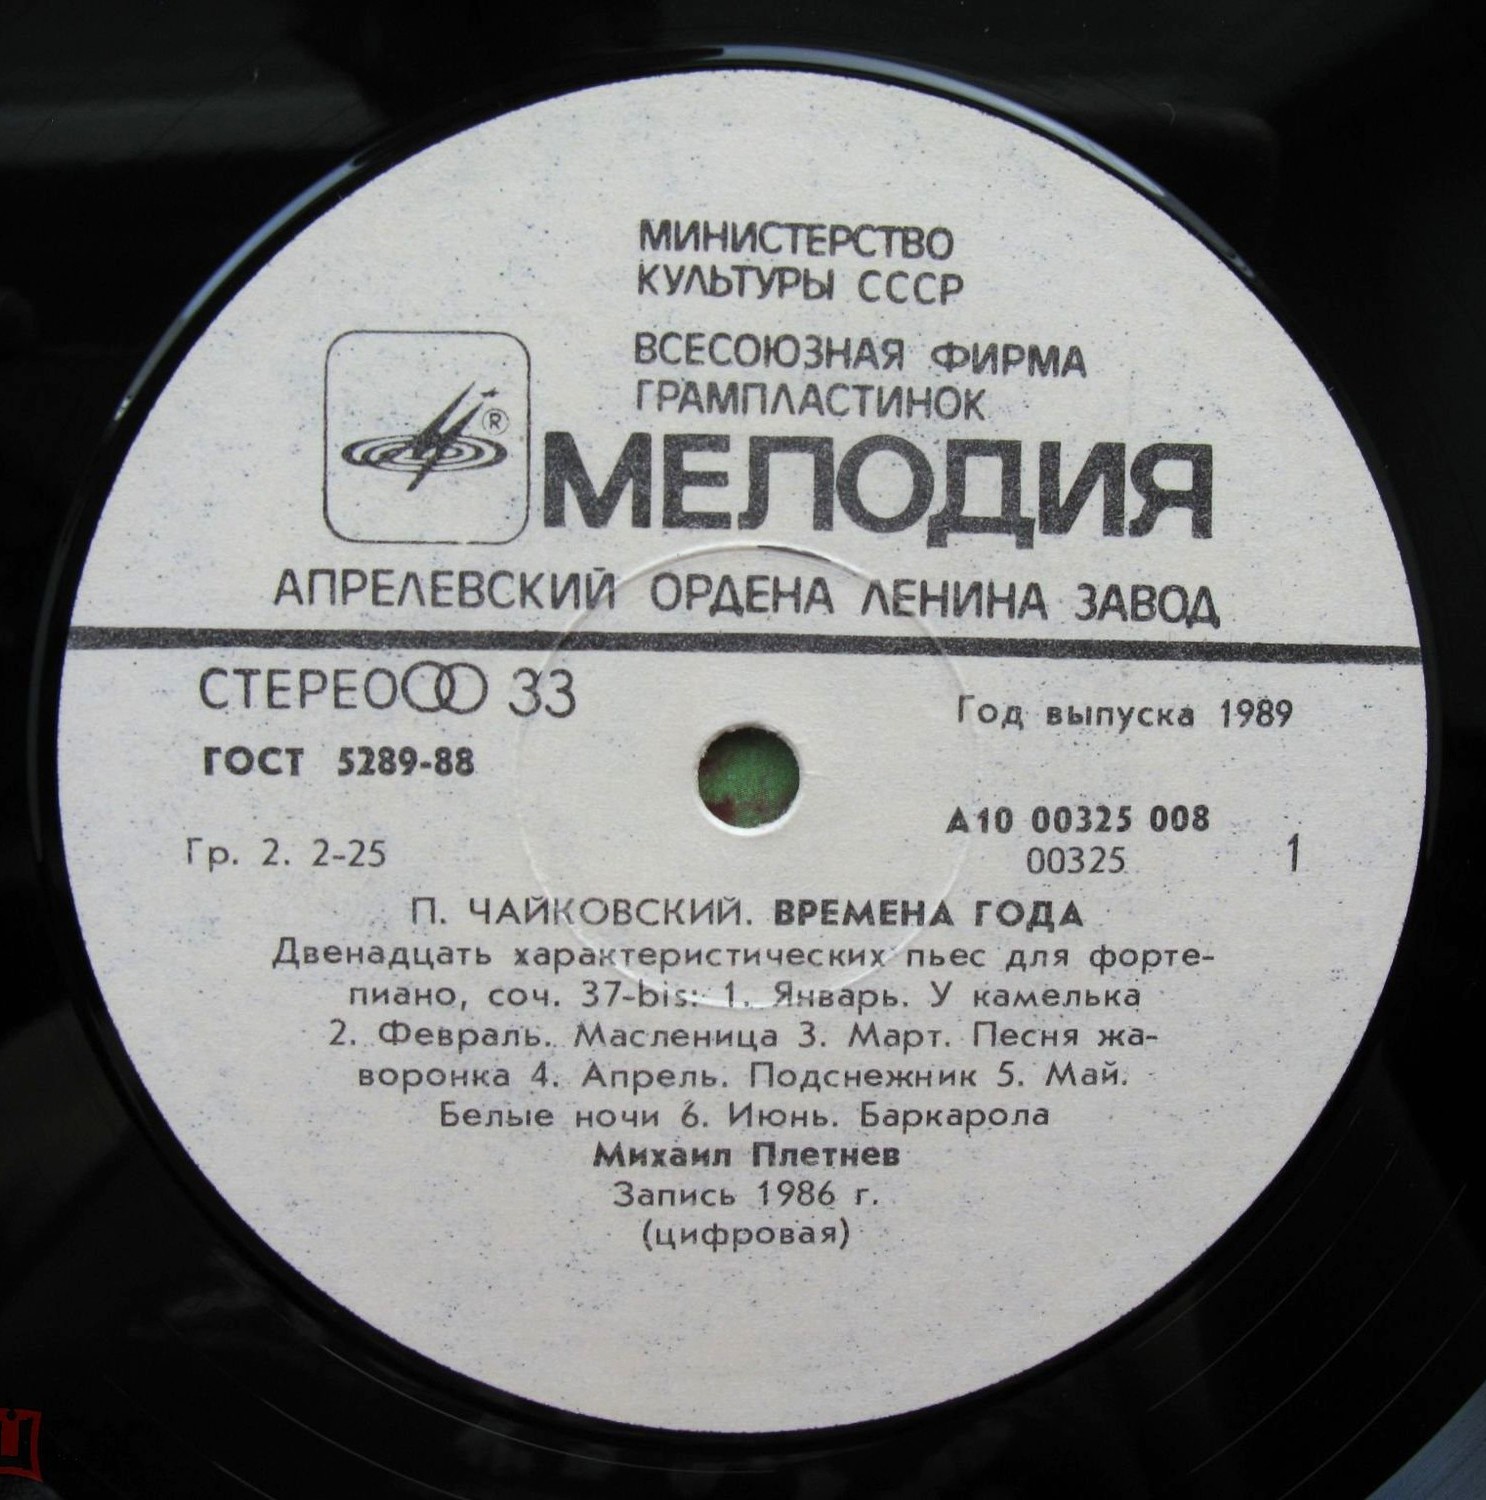 МИНИСТЕРСТВО
КУЛЬТУРЫ СССР
ВСЕСОЮЗНАЯ ФИРМА
ГРАМПЛАСТИНОК
®
МЕЛОДИЯ
АПРЕЛЕВСКИЙ ОРДЕНА ЛЕНИНА ЗАВОД
СТЕРЕО 33
Год выпуска 1989
ГОСТ 5289-88
А10 00325 008
Гр. 2. 2-25
00325
1
П. ЧАЙКОВСКИЙ. ВРЕМЕНА ГОДА
Двенадцать характеристических пьес для форте-
пиано, соч. 37-bis: 1. Январь. У камелька
2. Февраль. Масленица 3. Март. Песня жа-
воронка 4. Апрель. Подснежник 5. Май.
Белые ночи 6. Июнь. Баркарола
Михаил Плетнев
Запись 1986 г.
(цифровая)